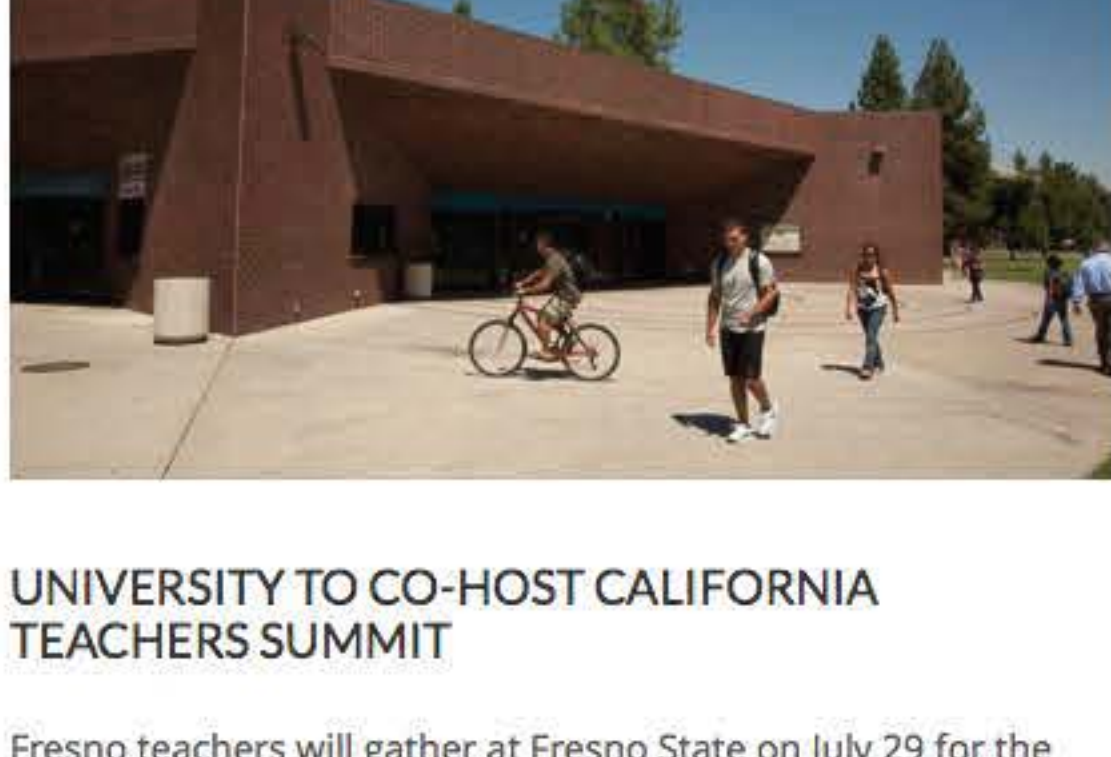 UNIVERSITY TO CO-HOST CALIFORNIA
TEACHERS SUMMIT
Fresno teachers will gather at Fresno State on July 29 for the